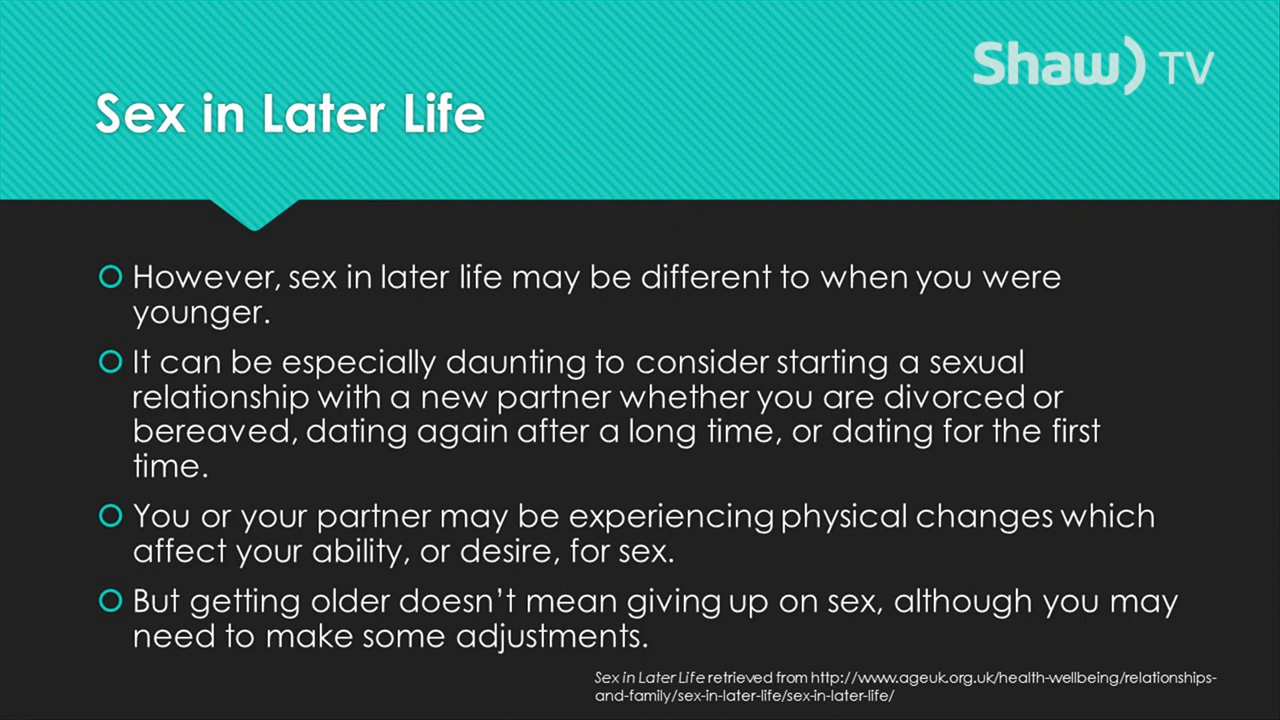 Shaw) TV
Sex in Later Life
However, sex in later life may be different to when you were
younger.
It can be especially daunting to consider starting a sexual
relationship with a new partner whether you are divorced or
bereaved, dating again after a long time, or dating for the first
time.
You or your partner may be experiencing physical changes which
affect your ability, or desire, for sex.
But getting older doesn’t mean giving up on sex, although you may
need to make some adjustments.
Sex in Later Life retrieved from http://www.ageuk.org.uk/health-wellbeing/relationships-
and-family/sex-in-later-life/sex-in-later-life/